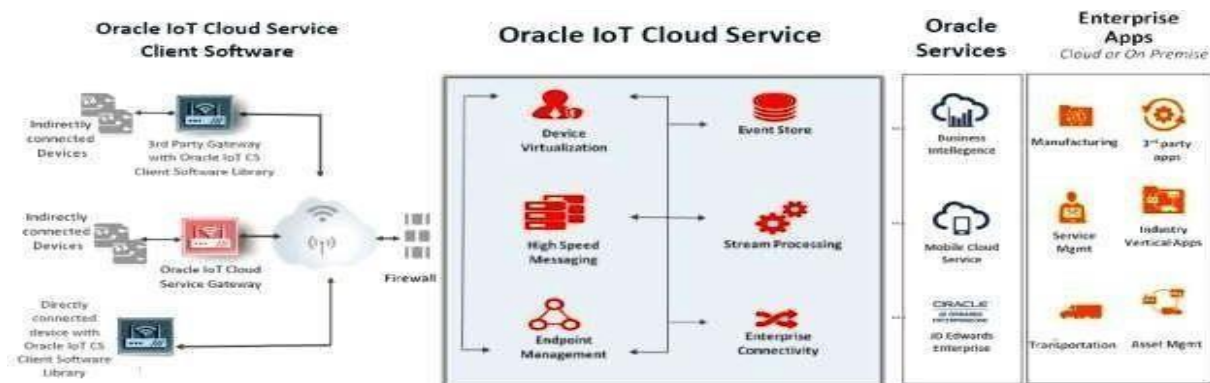 Oracle IoT Cloud Service
Client Software
Indirectly
connected
Devices
3rd Party Gateway
with Oracle IoT CS
Client Software Library
Indirectly
connected
Devices
Oracle IoT Cloud
Service Gateway
Directly
connected
device with
Oracle IoT CS
Client Software
Library
Firewall
Oracle IoT Cloud Service
Device
Virtualization
Event Store
High Speed
Messaging
Stream Processing
Endpoint
Management
Enterprise
Connectivity
Oracle
Services
Business
Intellegence
Mobile Cloud
Service
ORACLE
JD Edwards
Enterprise
Enterprise
Apps
Cloud or On Premise
Manufacturing
3rd party
apps
Service
Mgmt
Industry
Vertical Apps
Transportation
Asset Mgmt